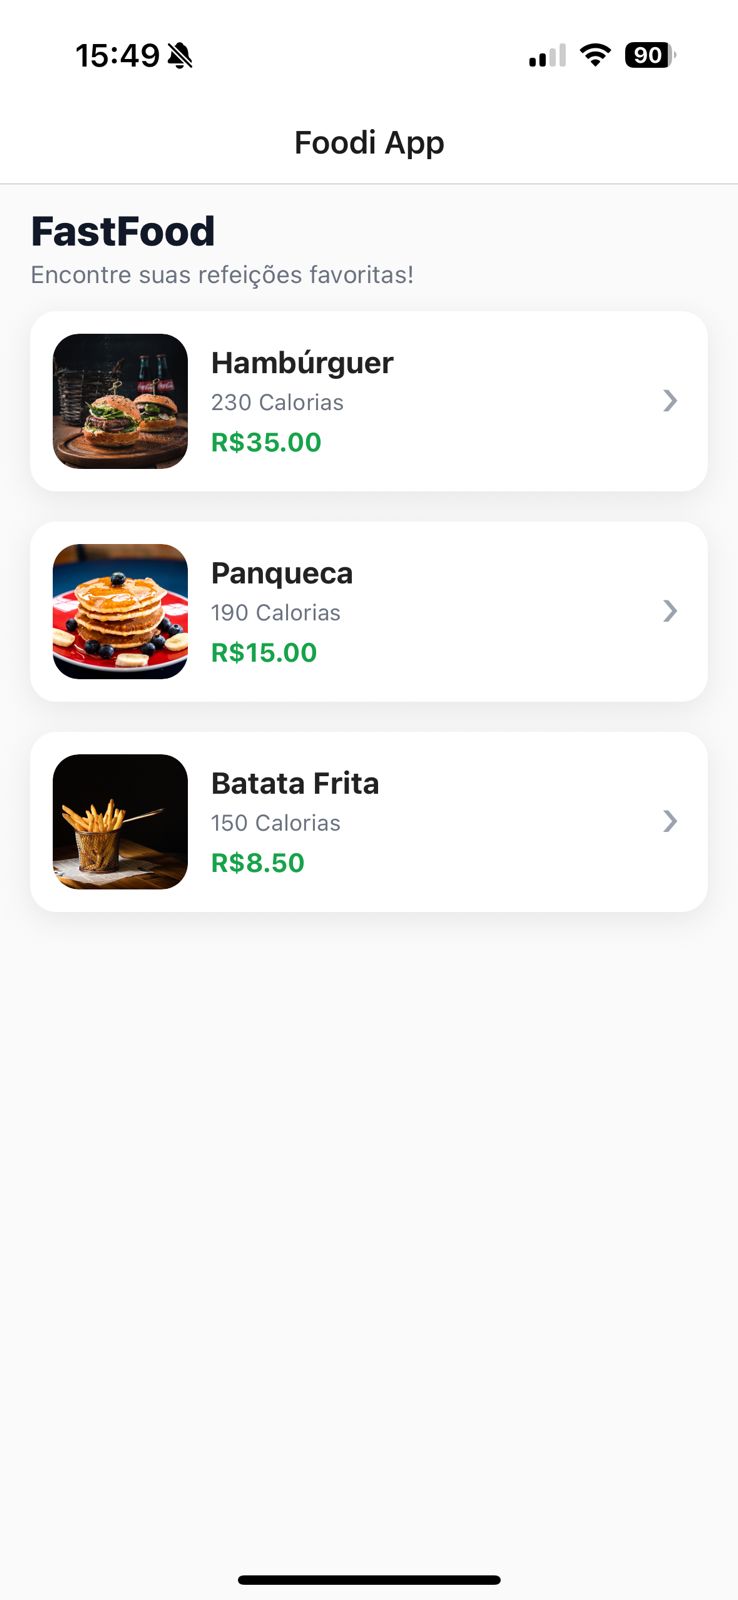 15:49
90
Foodi App
FastFood
Encontre suas refeições favoritas!
Hambúrguer
230 Calorias
R$35.00
Panqueca
190 Calorias
R$15.00
Batata Frita
150 Calorias
R$8.50